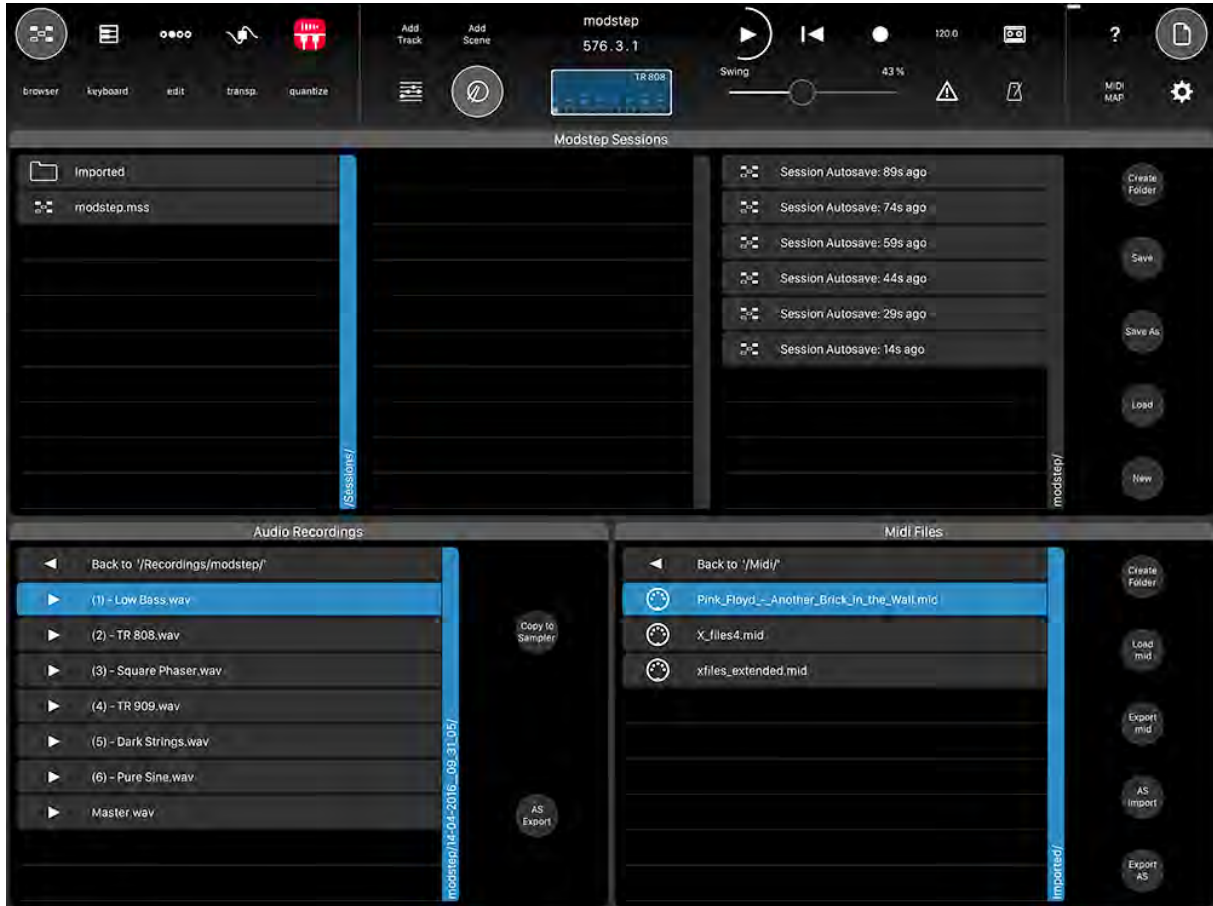 browser
keyboard
edit
transp.
quantize
Add
Track
Add
Scene
modstep
576.3.1
TR 808
120.0
Swing
43 %
?
MIDI
MAP
Modstep Sessions
Imported
modstep.mss
/Sessions/
Session Autosave: 89s ago
Session Autosave: 74s ago
Session Autosave: 59s ago
Session Autosave: 44s ago
Session Autosave: 29s ago
Session Autosave: 14s ago
modstep/
Create
Folder
Save
Save As
Load
New
Audio Recordings
Back to '/Recordings/modstep/'
(1) - Low Bass.wav
(2) - TR 808.wav
(3) - Square Phaser.wav
(4) - TR 909.wav
(5) - Dark Strings.wav
(6) - Pure Sine.wav
Master.wav
modstep/14-04-2016_09_31_05/
Copy to
Sampler
AS
Export
Midi Files
Back to '/Midi/'
Pink_Floyd_-_Another_Brick_In_the_Wall.mid
X_files4.mid
xfiles_extended.mid
Imported/
Create
Folder
Load
mid
Export
mid
AS
Import
Export
AS